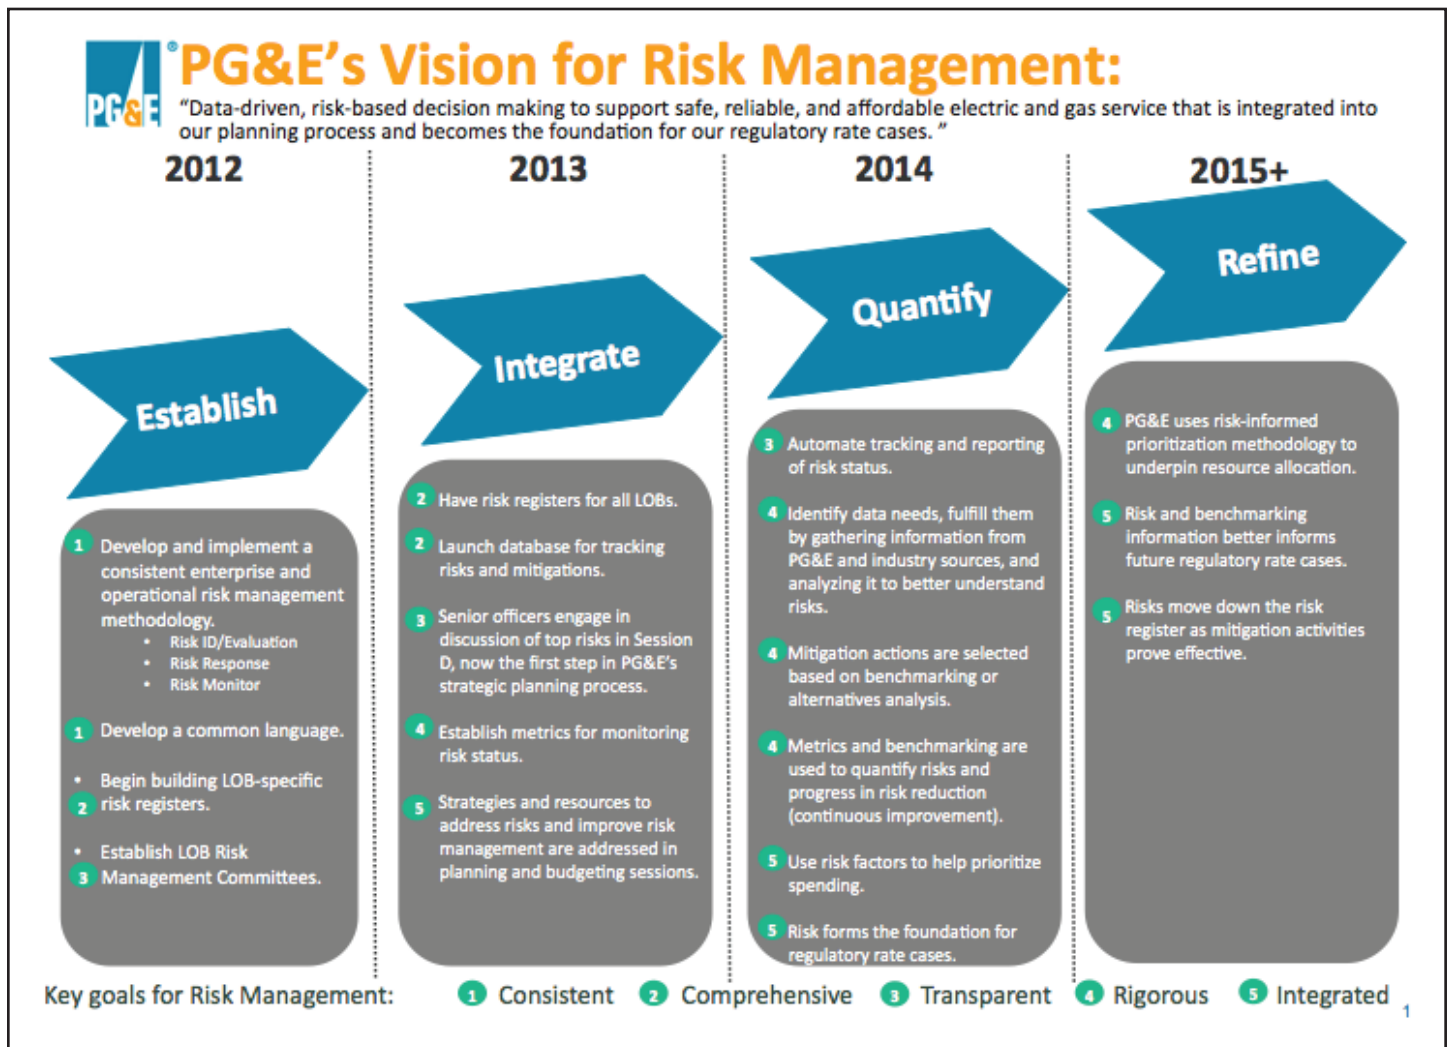 PG&E
®
PG&E's Vision for Risk Management:
“Data-driven, risk-based decision making to support safe, reliable, and affordable electric and gas service that is integrated into
our planning process and becomes the foundation for our regulatory rate cases. ”
2012
Establish
1 Develop and implement a
consistent enterprise and
operational risk management
methodology.
• Risk ID/Evaluation
• Risk Response
• Risk Monitor
1 Develop a common language.
• Begin building LOB-specific
2 risk registers.
• Establish LOB Risk
3 Management Committees.
2013
Integrate
2 Have risk registers for all LOBs.
2 Launch database for tracking
risks and mitigations.
3 Senior officers engage in
discussion of top risks in Session
D, now the first step in PG&E's
strategic planning process.
4 Establish metrics for monitoring
risk status.
5 Strategies and resources to
address risks and improve risk
management are addressed in
planning and budgeting sessions.
2014
Quantify
3 Automate tracking and reporting
of risk status.
4 Identify data needs, fulfill them
by gathering information from
PG&E and industry sources, and
analyzing it to better understand
risks.
4 Mitigation actions are selected
based on benchmarking or
alternatives analysis.
4 Metrics and benchmarking are
used to quantify risks and
progress in risk reduction
(continuous improvement).
5 Use risk factors to help prioritize
spending.
5 Risk forms the foundation for
regulatory rate cases.
2015+
Refine
4 PG&E uses risk-informed
prioritization methodology to
underpin resource allocation.
5 Risk and benchmarking
information better informs
future regulatory rate cases.
5 Risks move down the risk
register as mitigation activities
prove effective.
Key goals for Risk Management: 1 Consistent 2 Comprehensive 3 Transparent 4 Rigorous 5 Integrated
1